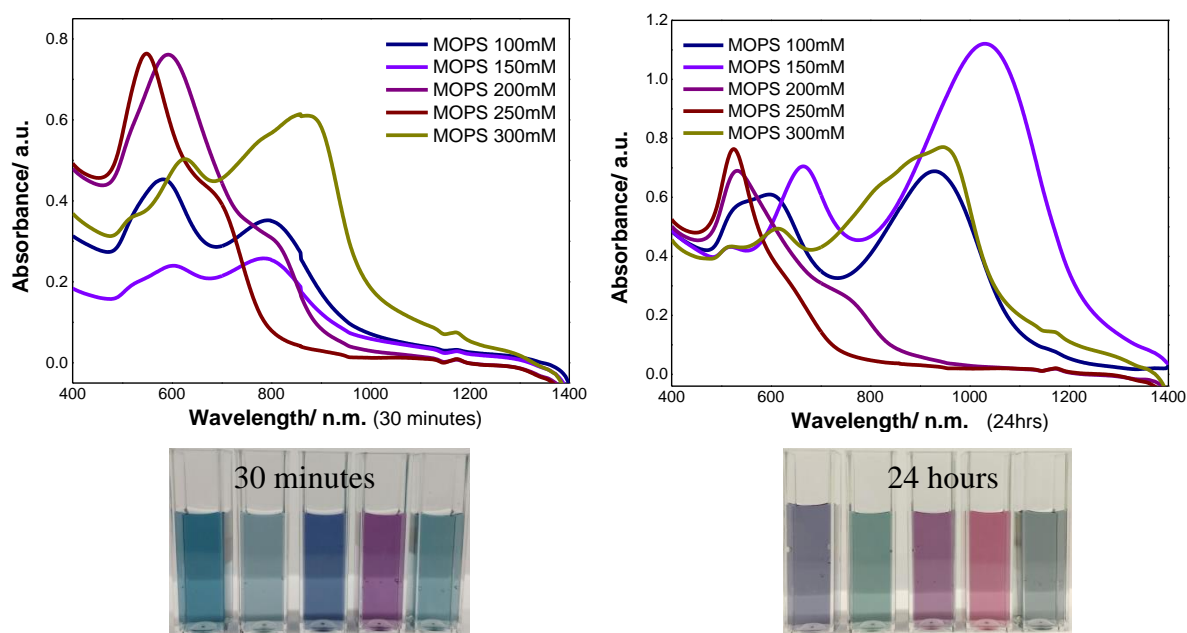 MOPS 100mM
MOPS 150mM
MOPS 200mM
MOPS 250mM
MOPS 300mM
Absorbance/ a.u.
0.8
0.6
0.4
0.2
0.0
400 600 800 1000 1200 1400
Wavelength/ n.m. (30 minutes)
MOPS 100mM
MOPS 150mM
MOPS 200mM
MOPS 250mM
MOPS 300mM
Absorbance/ a.u.
1.2
1.0
0.8
0.6
0.4
0.2
0.0
400 600 800 1000 1200 1400
Wavelength/ n.m. (24hrs)
30 minutes
24 hours